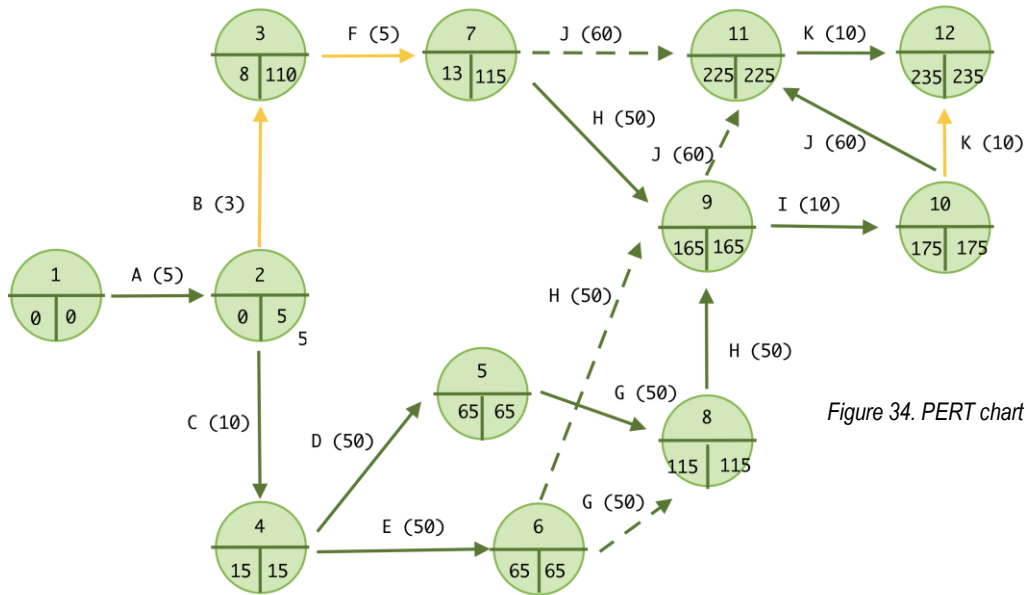 3
8 110
F (5)
7
13 115
J (60)
11
225 225
K (10)
12
235 235
H (50)
J (60)
J (60)
K (10)
B (3)
9
165 165
I (10)
10
175 175
1
0 0
A (5)
2
0 5
5
H (50)
H (50)
C (10)
D (50)
5
65 65
G (50)
8
115 115
Figure 34. PERT chart
4
15 15
E (50)
6
65 65
G (50)